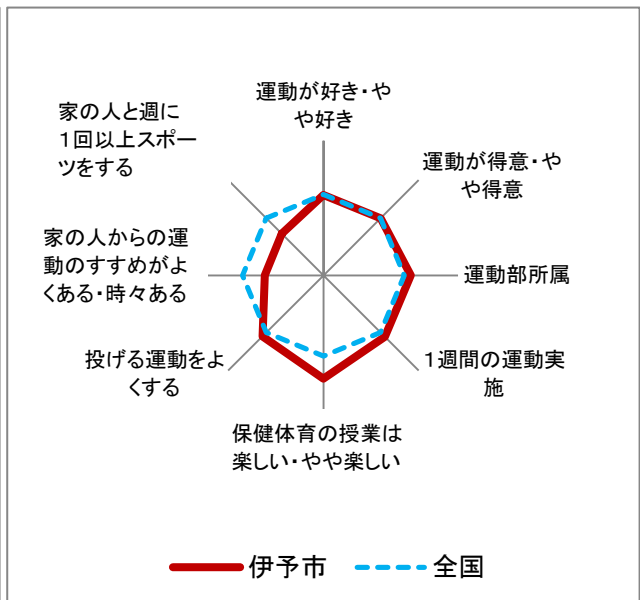 運動が好き・や
や好き
運動が得意・や
や得意
運動部所属
1週間の運動実
施
保健体育の授業は
楽しい・やや楽しい
投げる運動をよ
くする
家の人からの運
動のすすめがよ
くある・時々ある
家の人と週に
1回以上スポー
ツをする
伊予市
全国